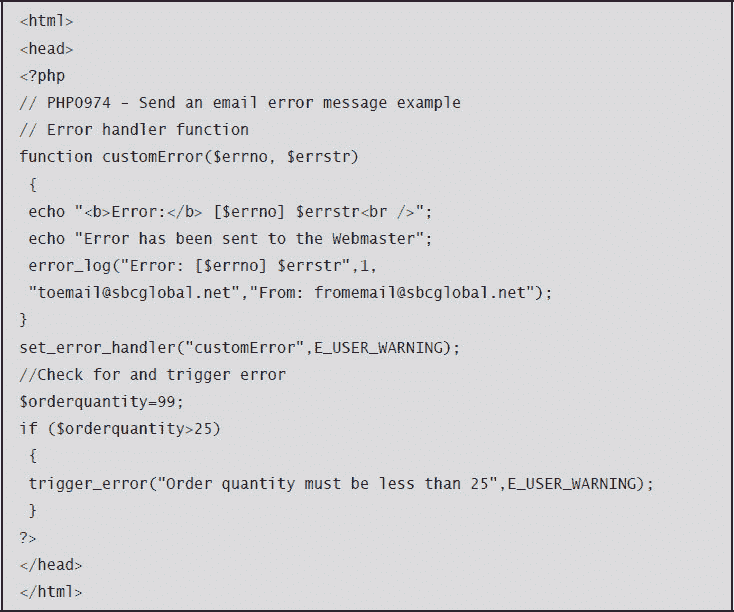 <html>
<head>
<?php
// PHP0974 – Send an email error message example
// Error handler function
function customError($errno, $errstr)
{
echo "<b>Error:</b> [$errno] $errstr<br />";
echo "Error has been sent to the Webmaster";
error_log("Error: [$errno] $errstr",1,
"toemail@sbcglobal.net","From: fromemail@sbcglobal.net");
}
set_error_handler("customError",E_USER_WARNING);
//Check for and trigger error
$orderquantity=99;
if ($orderquantity>25)
{
trigger_error("Order quantity must be less than 25",E_USER_WARNING);
}
?>
</head>
</html>